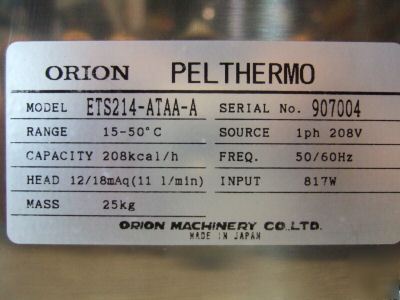 ORION PELTHERMO
MODEL ETS214-ATAA-A SERIAL No. 907004
RANGE 15-50°C SOURCE 1ph 208V
CAPACITY 208kcal/h FREQ. 50/60Hz
HEAD 12/18mAq(11 l/min) INPUT 817W
MASS 25kg
ORION MACHINERY CO.,LTD.
MADE IN JAPAN